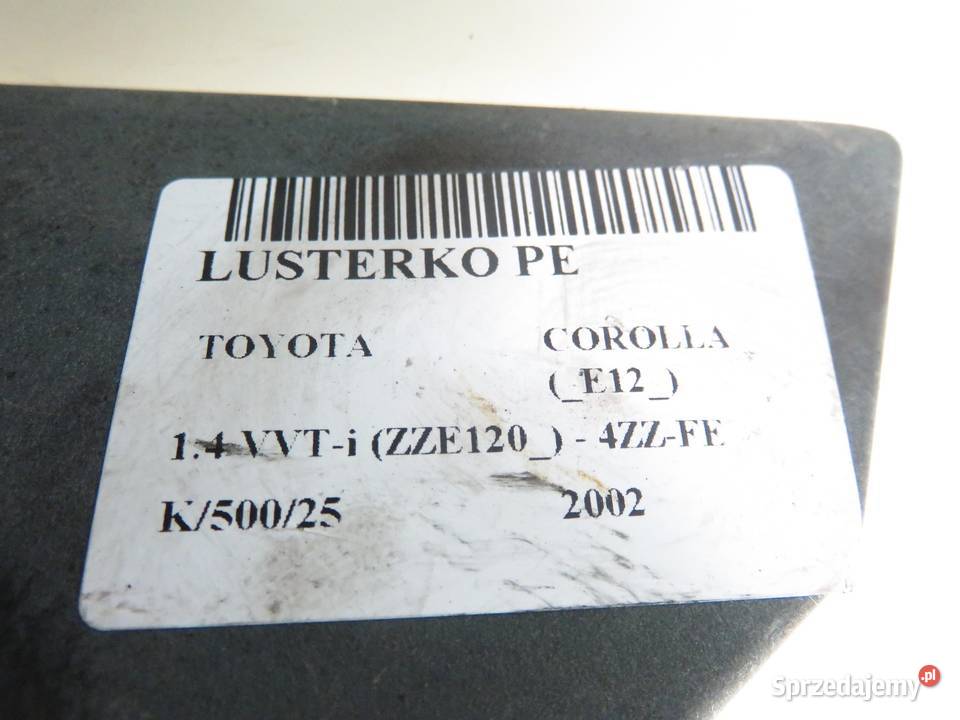 LUSTERKO PE
TOYOTA COROLLA
(_E12_)
1.4 VVT-i (ZZE120_) - 4ZZ-FE
K/500/25 2002
Sprzedajemy.pl